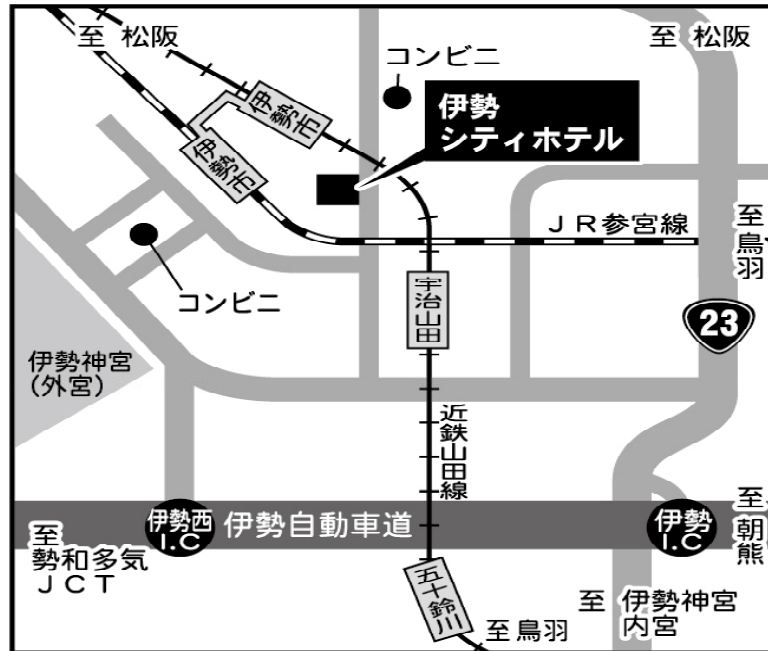 至 松阪
コンビニ
至 松阪
伊勢
シティホテル
伊勢市
伊勢市
JR参宮線
至
鳥
羽
コンビニ
宇治山田
23
伊勢神宮
（外宮）
近鉄山田線
伊勢西
I.C
伊勢自動車道
伊勢
I.C
至
朝
熊
至
勢和多気
JCT
五十鈴川
至 鳥羽
至 伊勢神宮
内宮